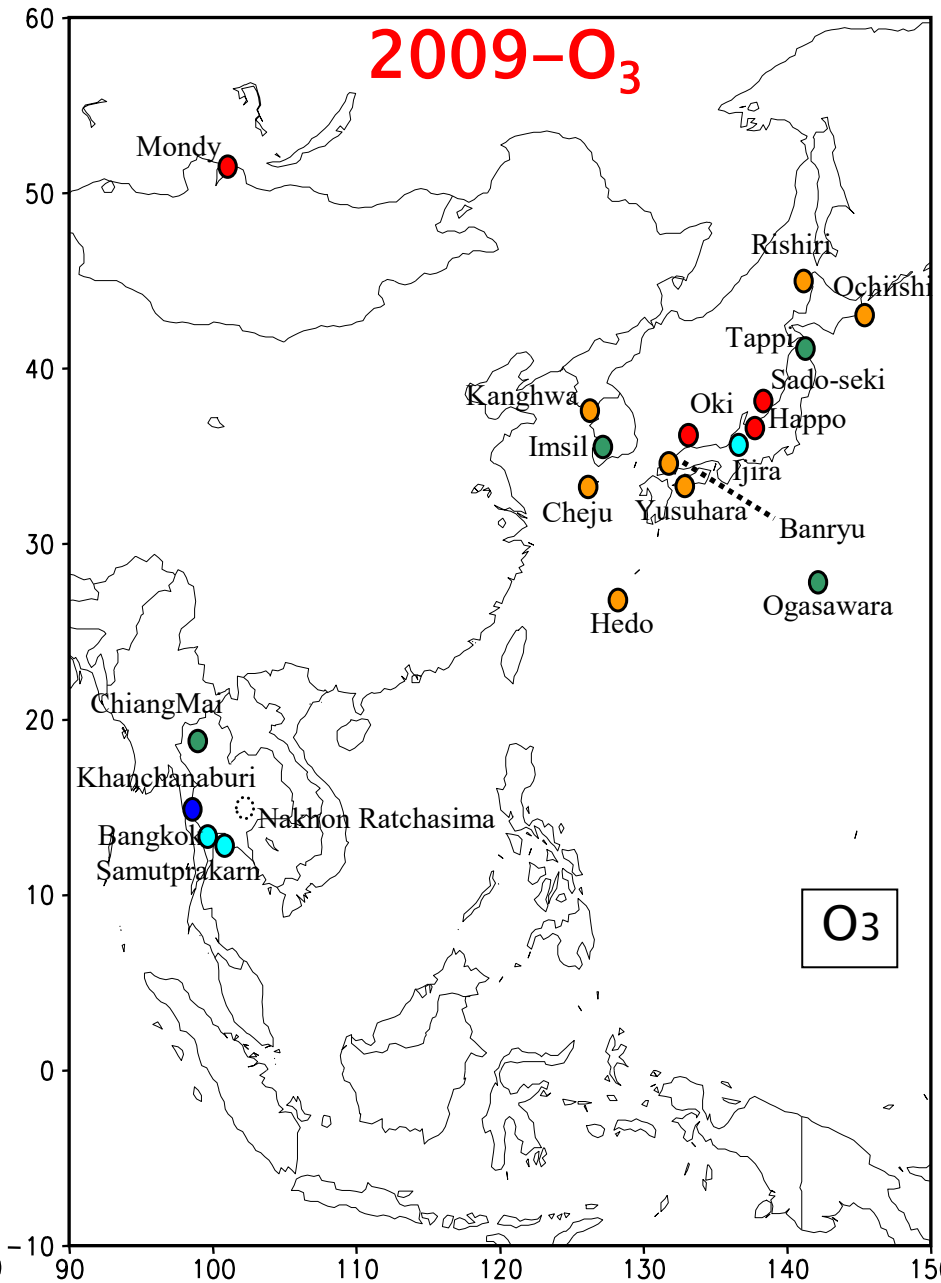 60
2009-O₃
Mondy
50
Rishiri
Ochiishi
Tappi
40
Sado-seki
Kanghwa
Oki
Happo
Imsil
Ijira
Cheju
Yusuhara
Banryu
30
Ogasawara
Hedo
ChiangMai
20
Khanchanaburi
Nakhon Ratchasima
Bangkok
Samutprakarn
10
O3
0
-10
90 100 110 120 130 140 150